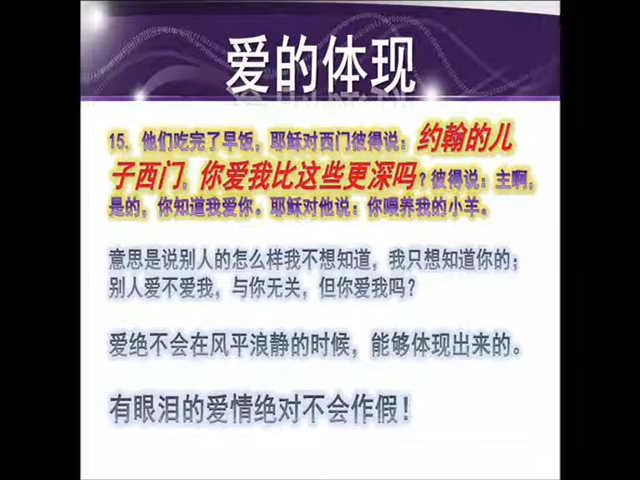 爱的体现
15. 他们吃完了早饭，耶稣对西门彼得说：约翰的儿
子西门，你爱我比这些更深吗？彼得说：主啊，
是的，你知道我爱你。耶稣对他说：你喂养我的小羊。
意思是说别人的怎么样我不想知道，我只想知道你的；
别人爱不爱我，与你无关，但你爱我吗？
爱绝不会在风平浪静的时候，能够体现出来的。
有眼泪的爱情绝对不会作假！